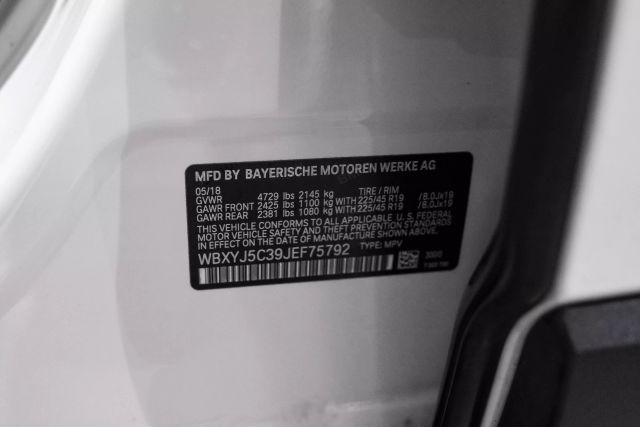 MFD BY BAYERISCHE MOTOREN WERKE AG
05/18
GVWR 4729 lbs 2145 kg TIRE / RIM
GAWR FRONT 2425 lbs 1100 kg WITH 225/45 R19 / 8.0Jx19
GAWR REAR 2381 lbs 1080 kg WITH 225/45 R19 / 8.0Jx19
THIS VEHICLE CONFORMS TO ALL APPLICABLE U. S. FEDERAL
MOTOR VEHICLE SAFETY, BUMPER, AND THEFT PREVENTION STANDARDS
IN EFFECT ON THE DATE OF MANUFACTURE SHOWN ABOVE.
WBXYJ5C39JEF75792 TYPE: MPV
300/0